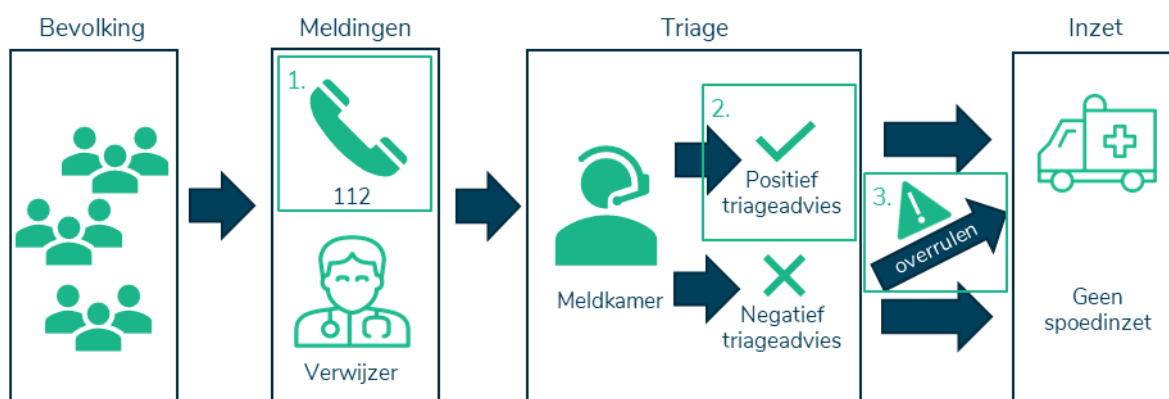 Bevolking
Meldingen
Triage
Inzet
1.
112
Verwijzer
Meldkamer
2.
Positief
triageadvies
Negatief
triageadvies
3.
overrulen
Geen
spoedinzet